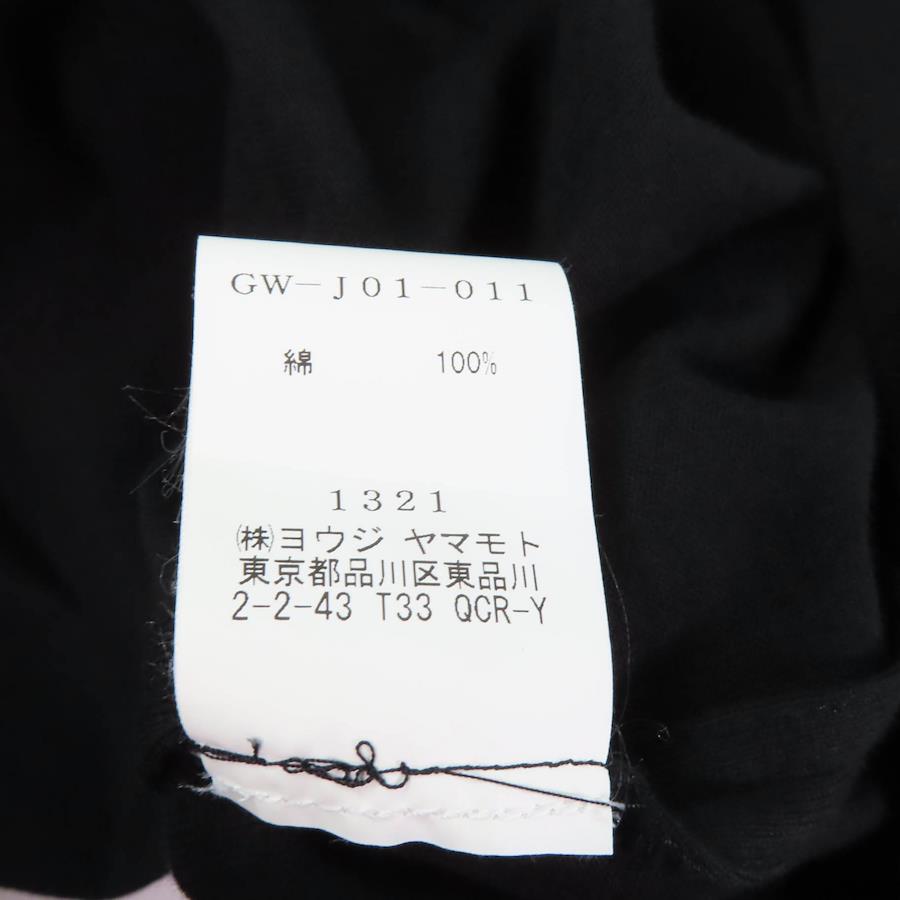 GW-J01-011
綿 100%
1321
㈱ヨウジ ヤマモト
東京都品川区東品川
2-2-43 T33 QCR-Y